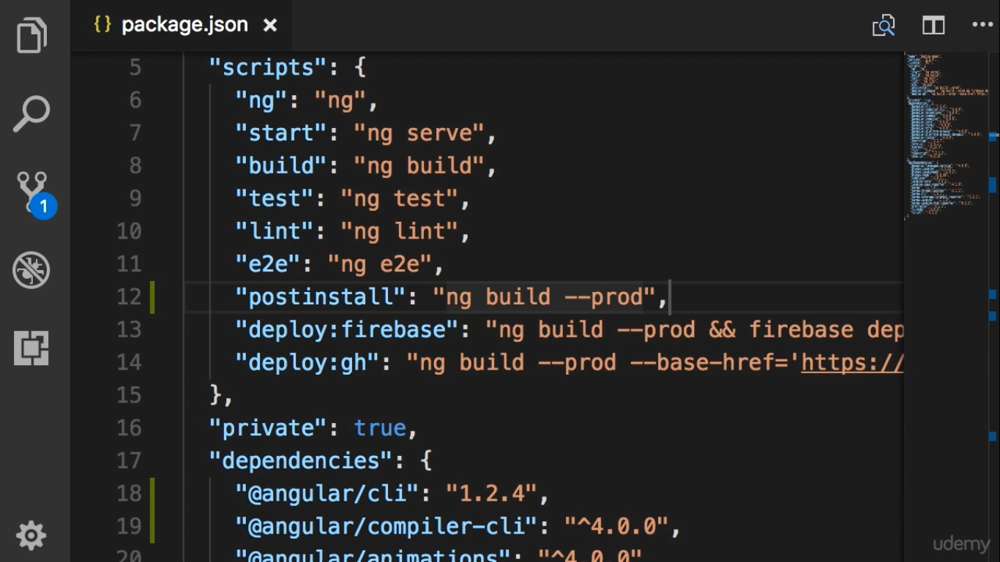 {} package.json ×
5 "scripts": {
6 "ng": "ng",
7 "start": "ng serve",
8 "build": "ng build",
9 "test": "ng test",
10 "lint": "ng lint",
11 "e2e": "ng e2e",
12 "postinstall": "ng build --prod",
13 "deploy:firebase": "ng build --prod && firebase dep
14 "deploy:gh": "ng build --prod --base-href='https://
15 },
16 "private": true,
17 "dependencies": {
18 "@angular/cli": "1.2.4",
19 "@angular/compiler-cli": "^4.0.0",
20 "@angular/animations": "^4.0.0"
1
udemy